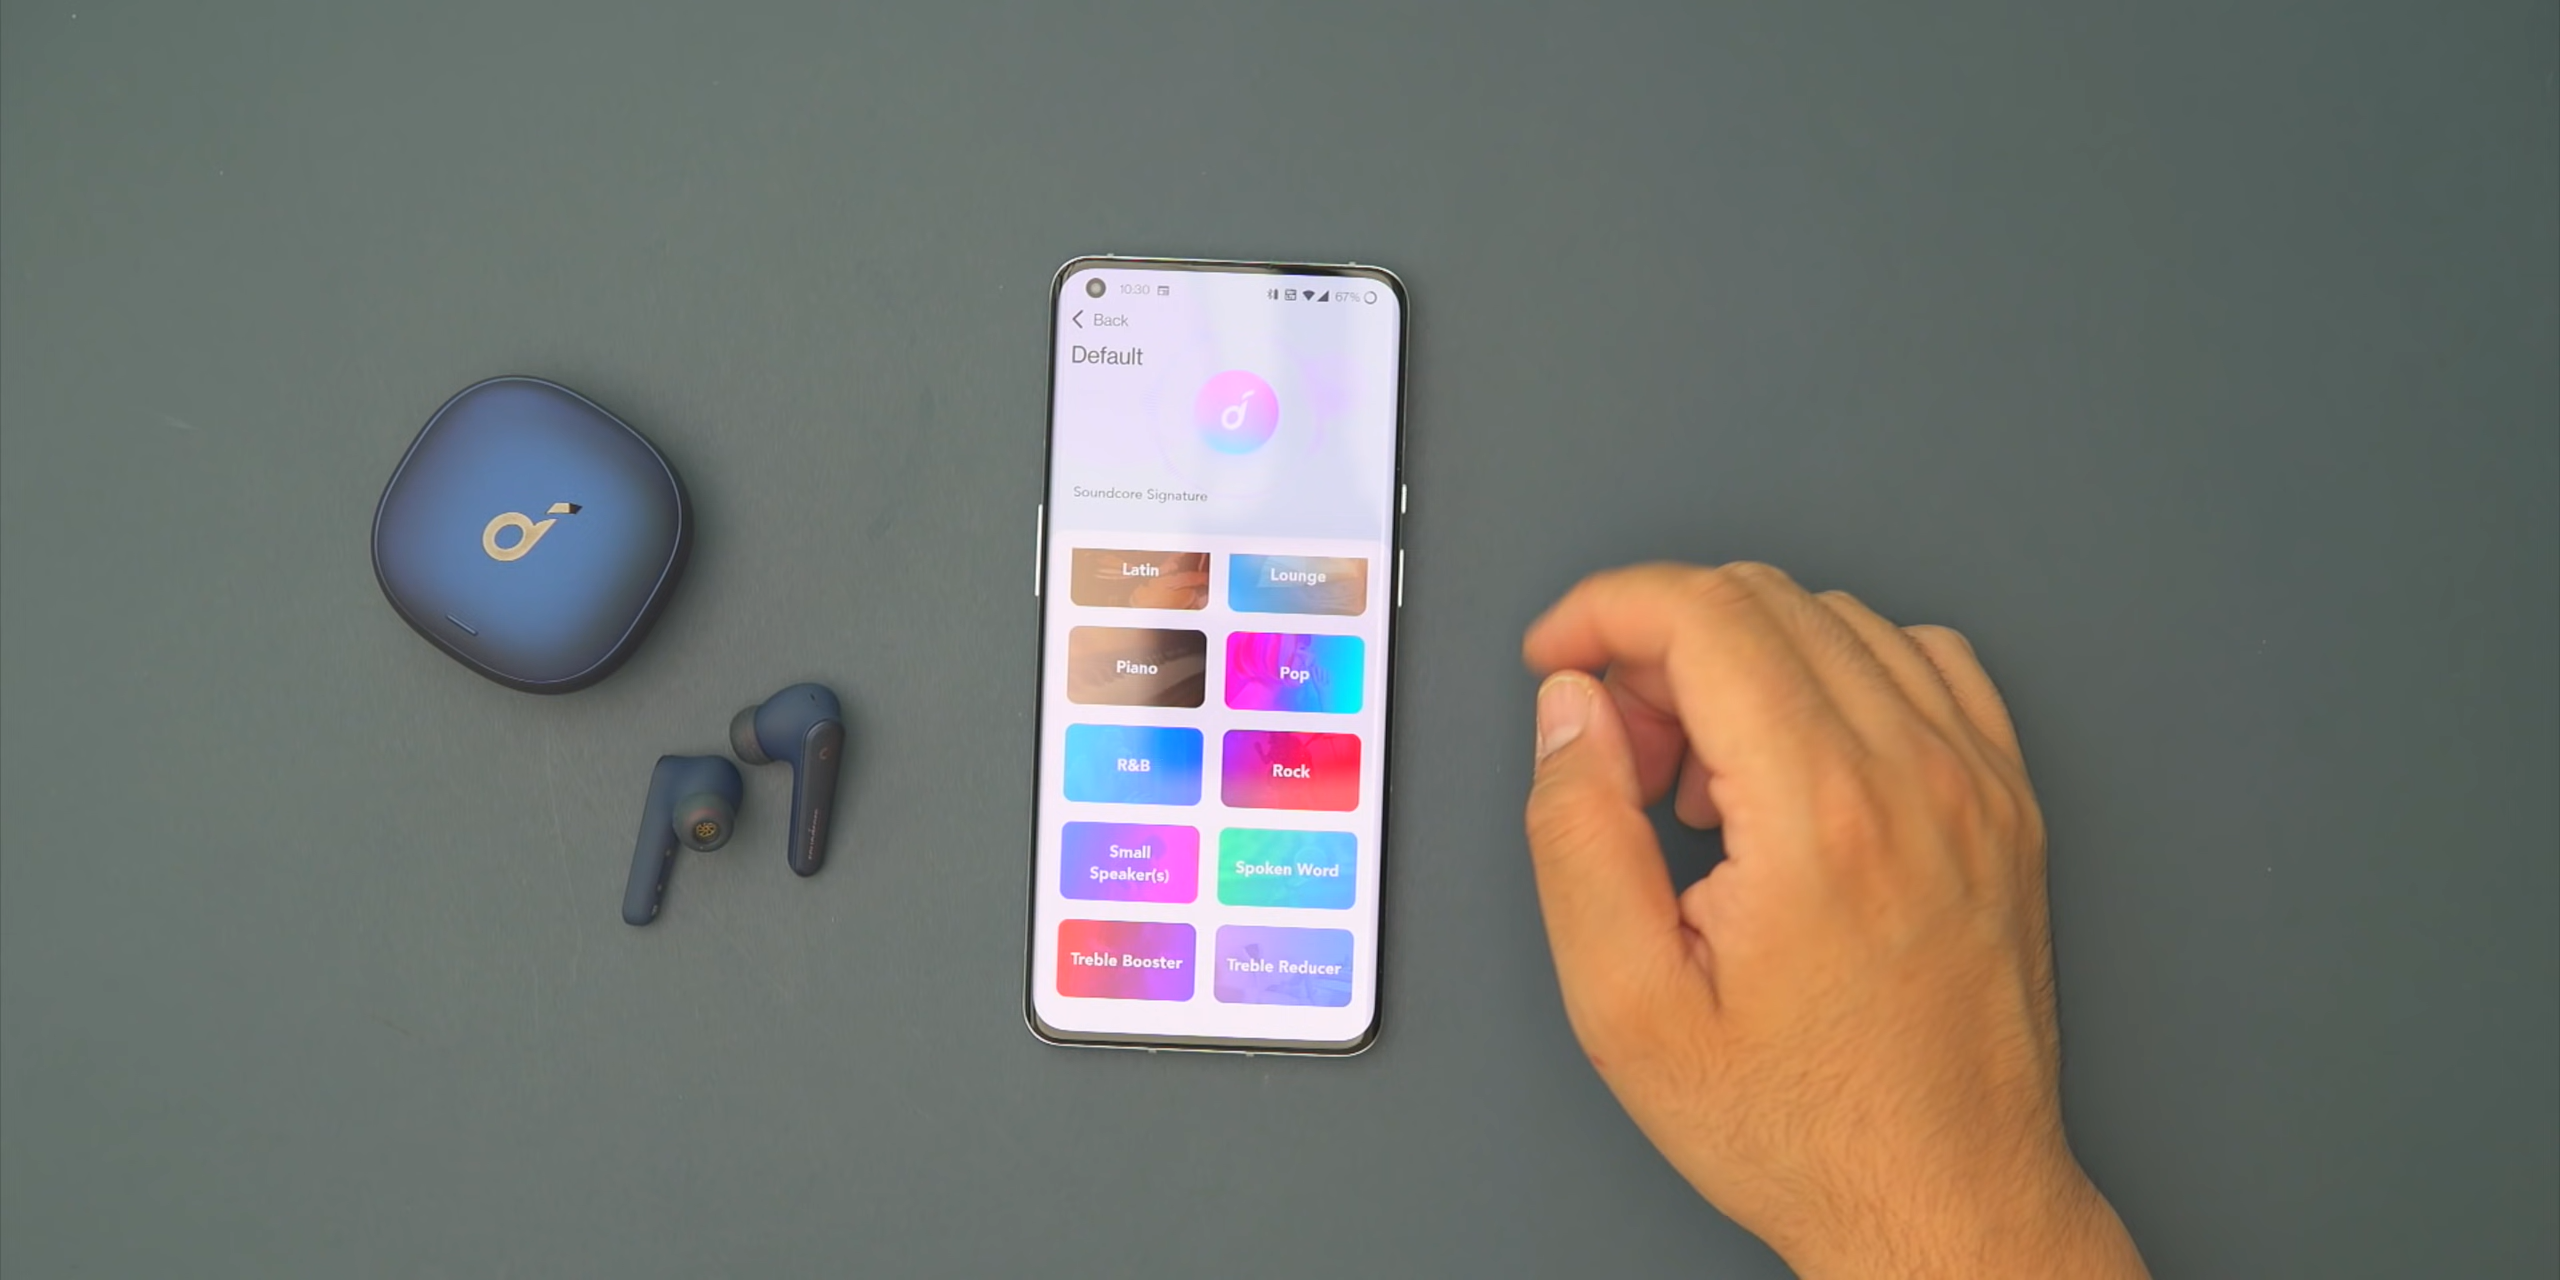 10:30
67%
Back
Default
Soundcore Signature
Latin
Lounge
Piano
Pop
R&B
Rock
Small
Speaker(s)
Spoken Word
Treble Booster
Treble Reducer
soundcore